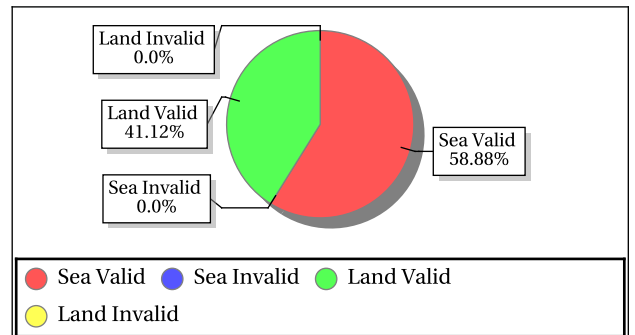 Land Invalid
0.0%
Land Valid
41.12%
Sea Invalid
0.0%
Sea Valid
58.88%
Sea Valid Sea Invalid Land Valid
Land Invalid